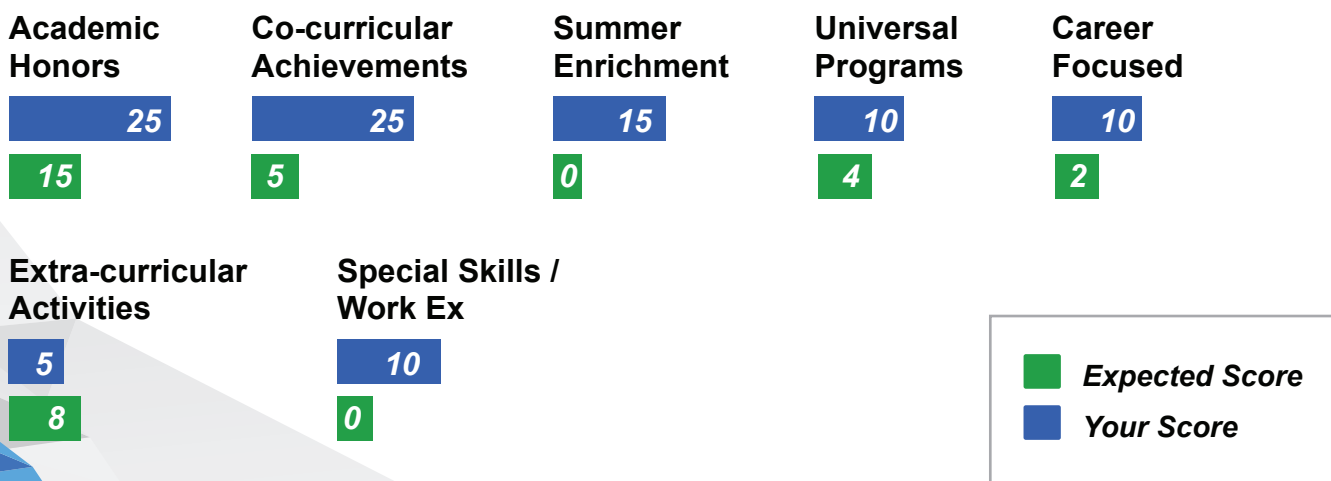 Academic
Honors
25
15
Co-curricular
Achievements
25
5
Summer
Enrichment
15
0
Universal
Programs
10
4
Career
Focused
10
2
Extra-curricular
Activities
5
8
Special Skills /
Work Ex
10
0
Expected Score
Your Score